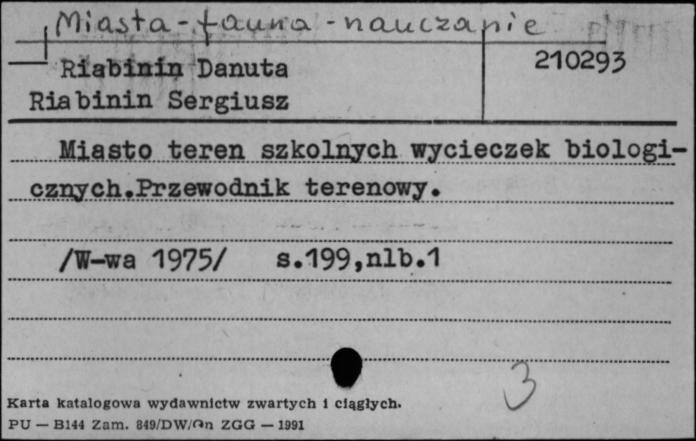 Miasta - fauna - nauczanie
Riabinin Danuta 210293
Riabinin Sergiusz
Miasto teren szkolnych wycieczek biologi-
cznych.Przewodnik terenowy.
/W-wa 1975/ s.199,nlb.1
3
Karta katalogowa wydawnictw zwartych i ciągłych.
PU — B144 Zam. 849/DW/ ZGG — 1991